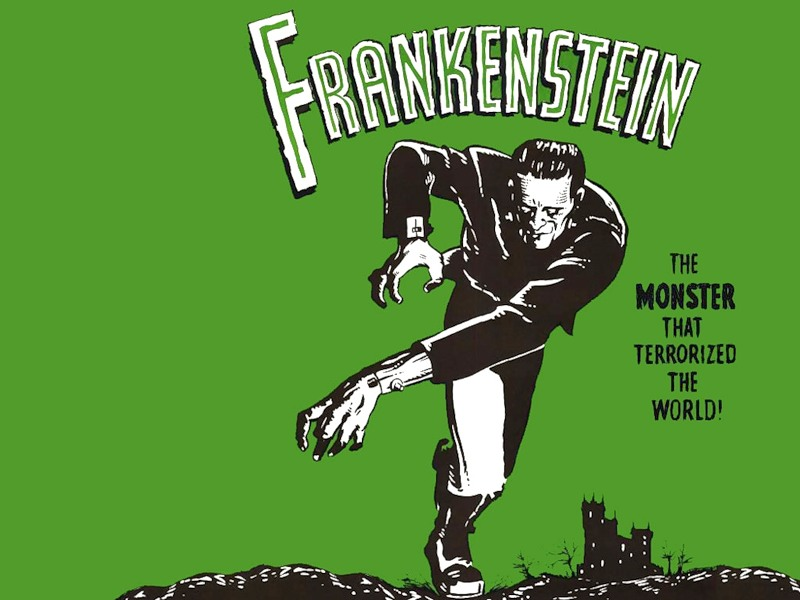 FRANKENSTEIN
THE
MONSTER
THAT
TERRORIZED
THE
WORLD!